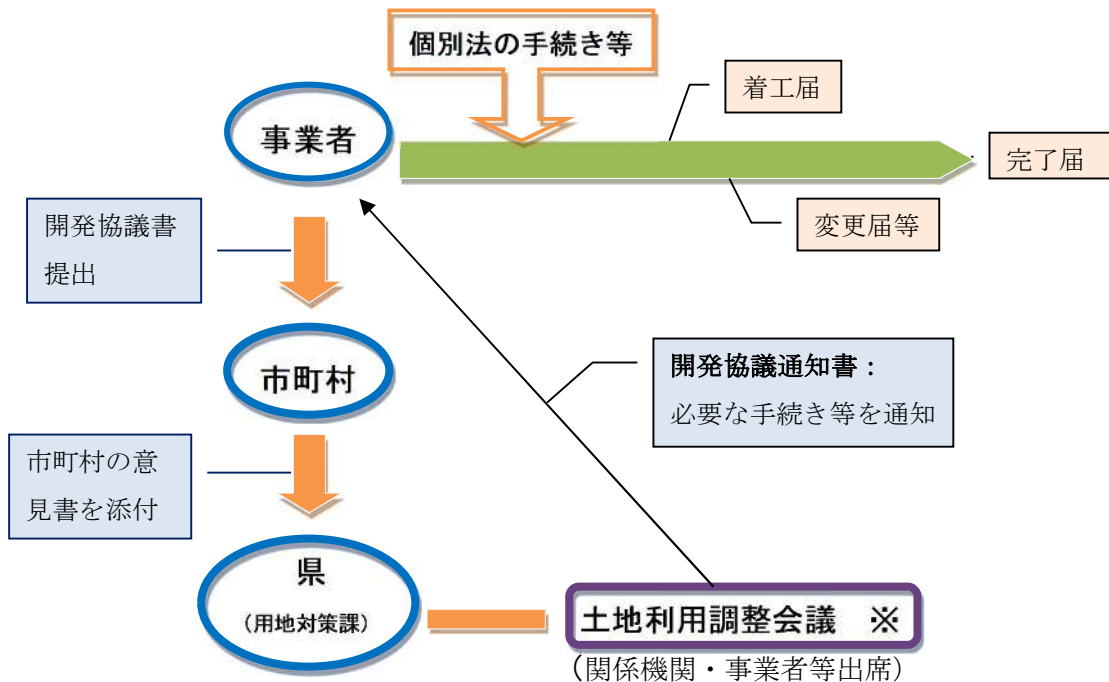 個別法の手続き等
着工届
事業者
完了届
変更届等
開発協議書
提出
市町村
開発協議通知書：
必要な手続き等を通知
市町村の意
見書を添付
県
(用地対策課)
土地利用調整会議　※
（関係機関・事業者等出席）